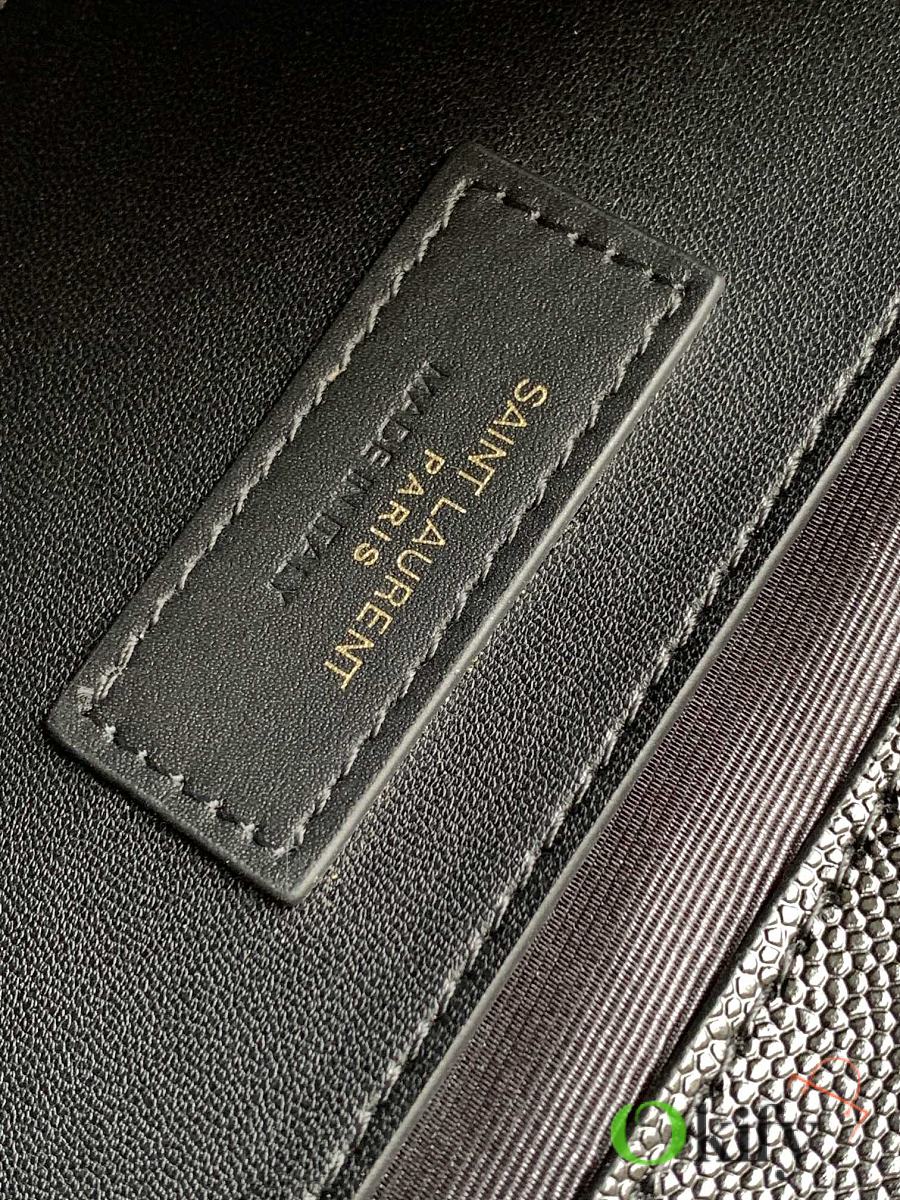 SAINT LAURENT
PARIS
MADE IN ITALY
Okify